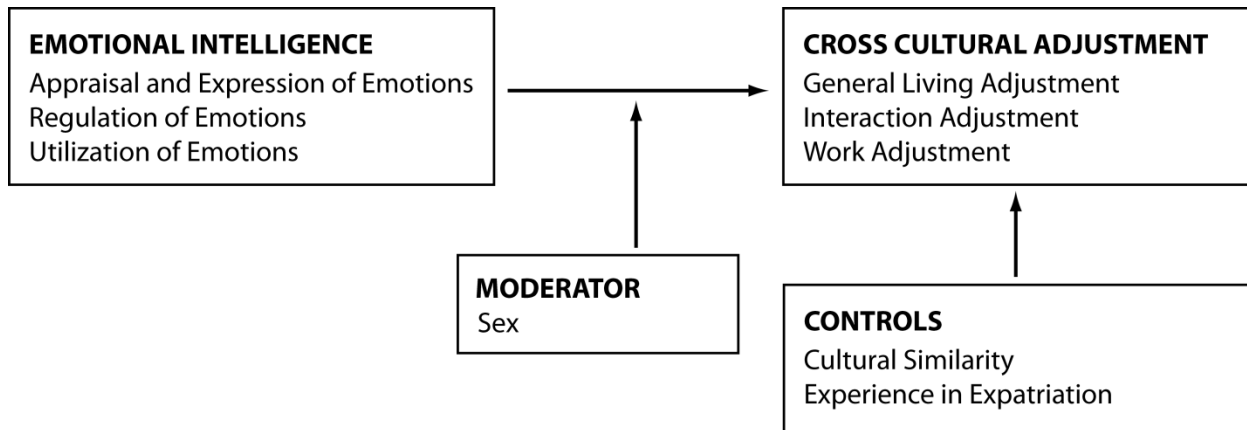 EMOTIONAL INTELLIGENCE
Appraisal and Expression of Emotions
Regulation of Emotions
Utilization of Emotions
CROSS CULTURAL ADJUSTMENT
General Living Adjustment
Interaction Adjustment
Work Adjustment
MODERATOR
Sex
CONTROLS
Cultural Similarity
Experience in Expatriation